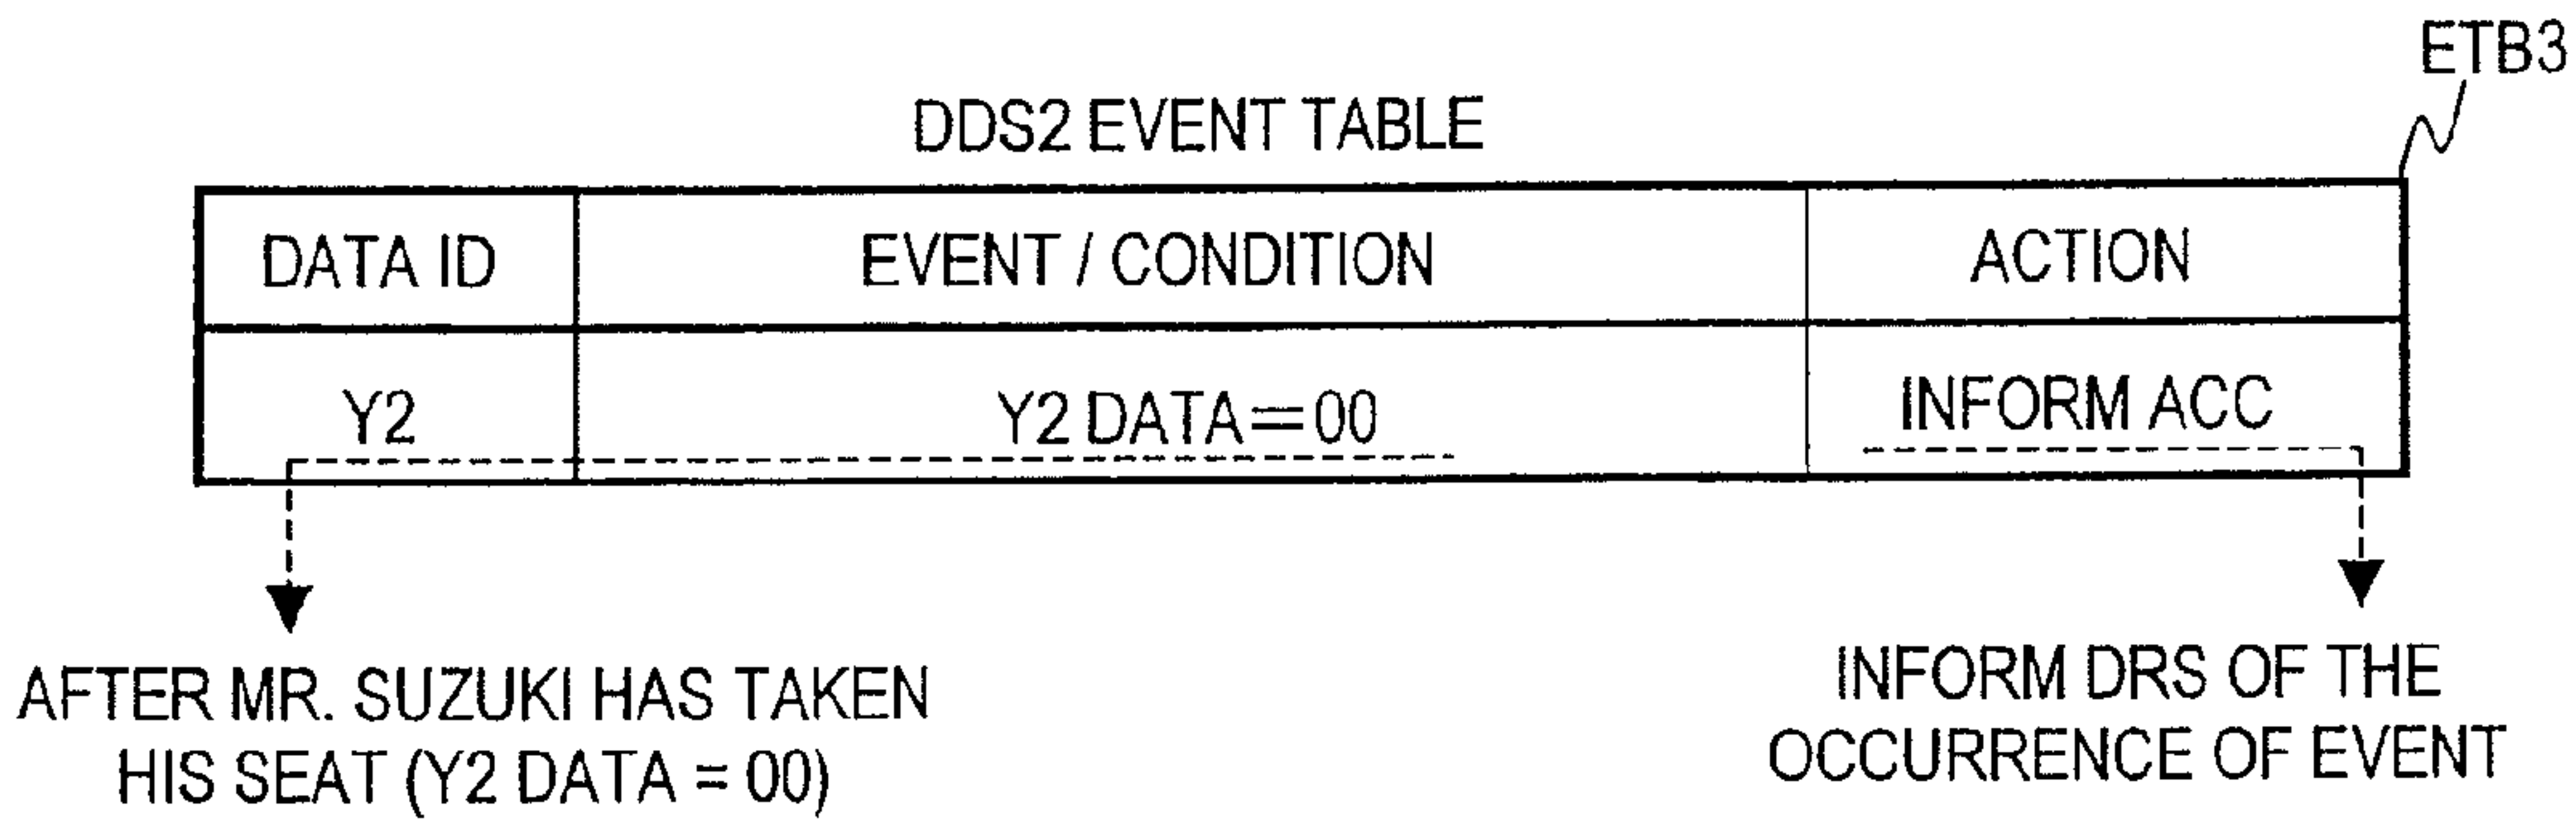 ETB3
DDS2 EVENT TABLE
DATA ID EVENT / CONDITION ACTION
Y2 Y2 DATA=00 INFORM ACC
AFTER MR. SUZUKI HAS TAKEN
HIS SEAT (Y2 DATA = 00)
INFORM DRS OF THE
OCCURRENCE OF EVENT